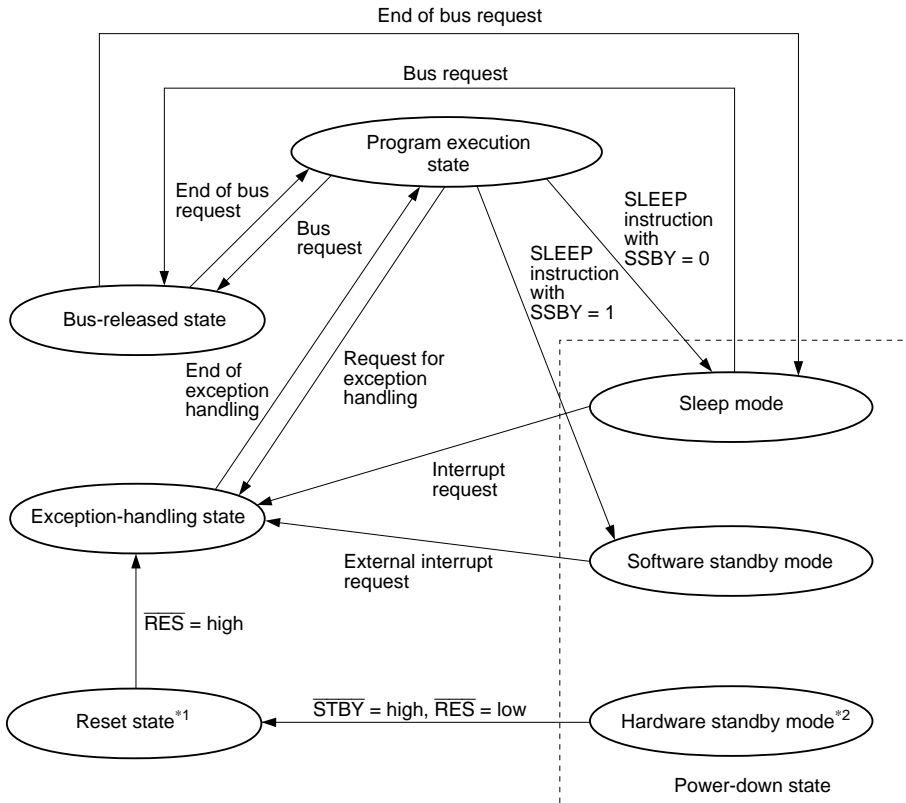 End of bus request
Bus request
Program execution
state
End of bus
request
Bus
request
SLEEP
instruction
with
SSBY = 0
SLEEP
instruction
with
SSBY = 1
Bus-released state
End of
exception
handling
Request for
exception
handling
Sleep mode
Interrupt
request
Exception-handling state
External interrupt
request
Software standby mode
R̅E̅S̅ = high
Reset state*1
S̅T̅B̅Y̅ = high, R̅E̅S̅ = low
Hardware standby mode*2
Power-down state